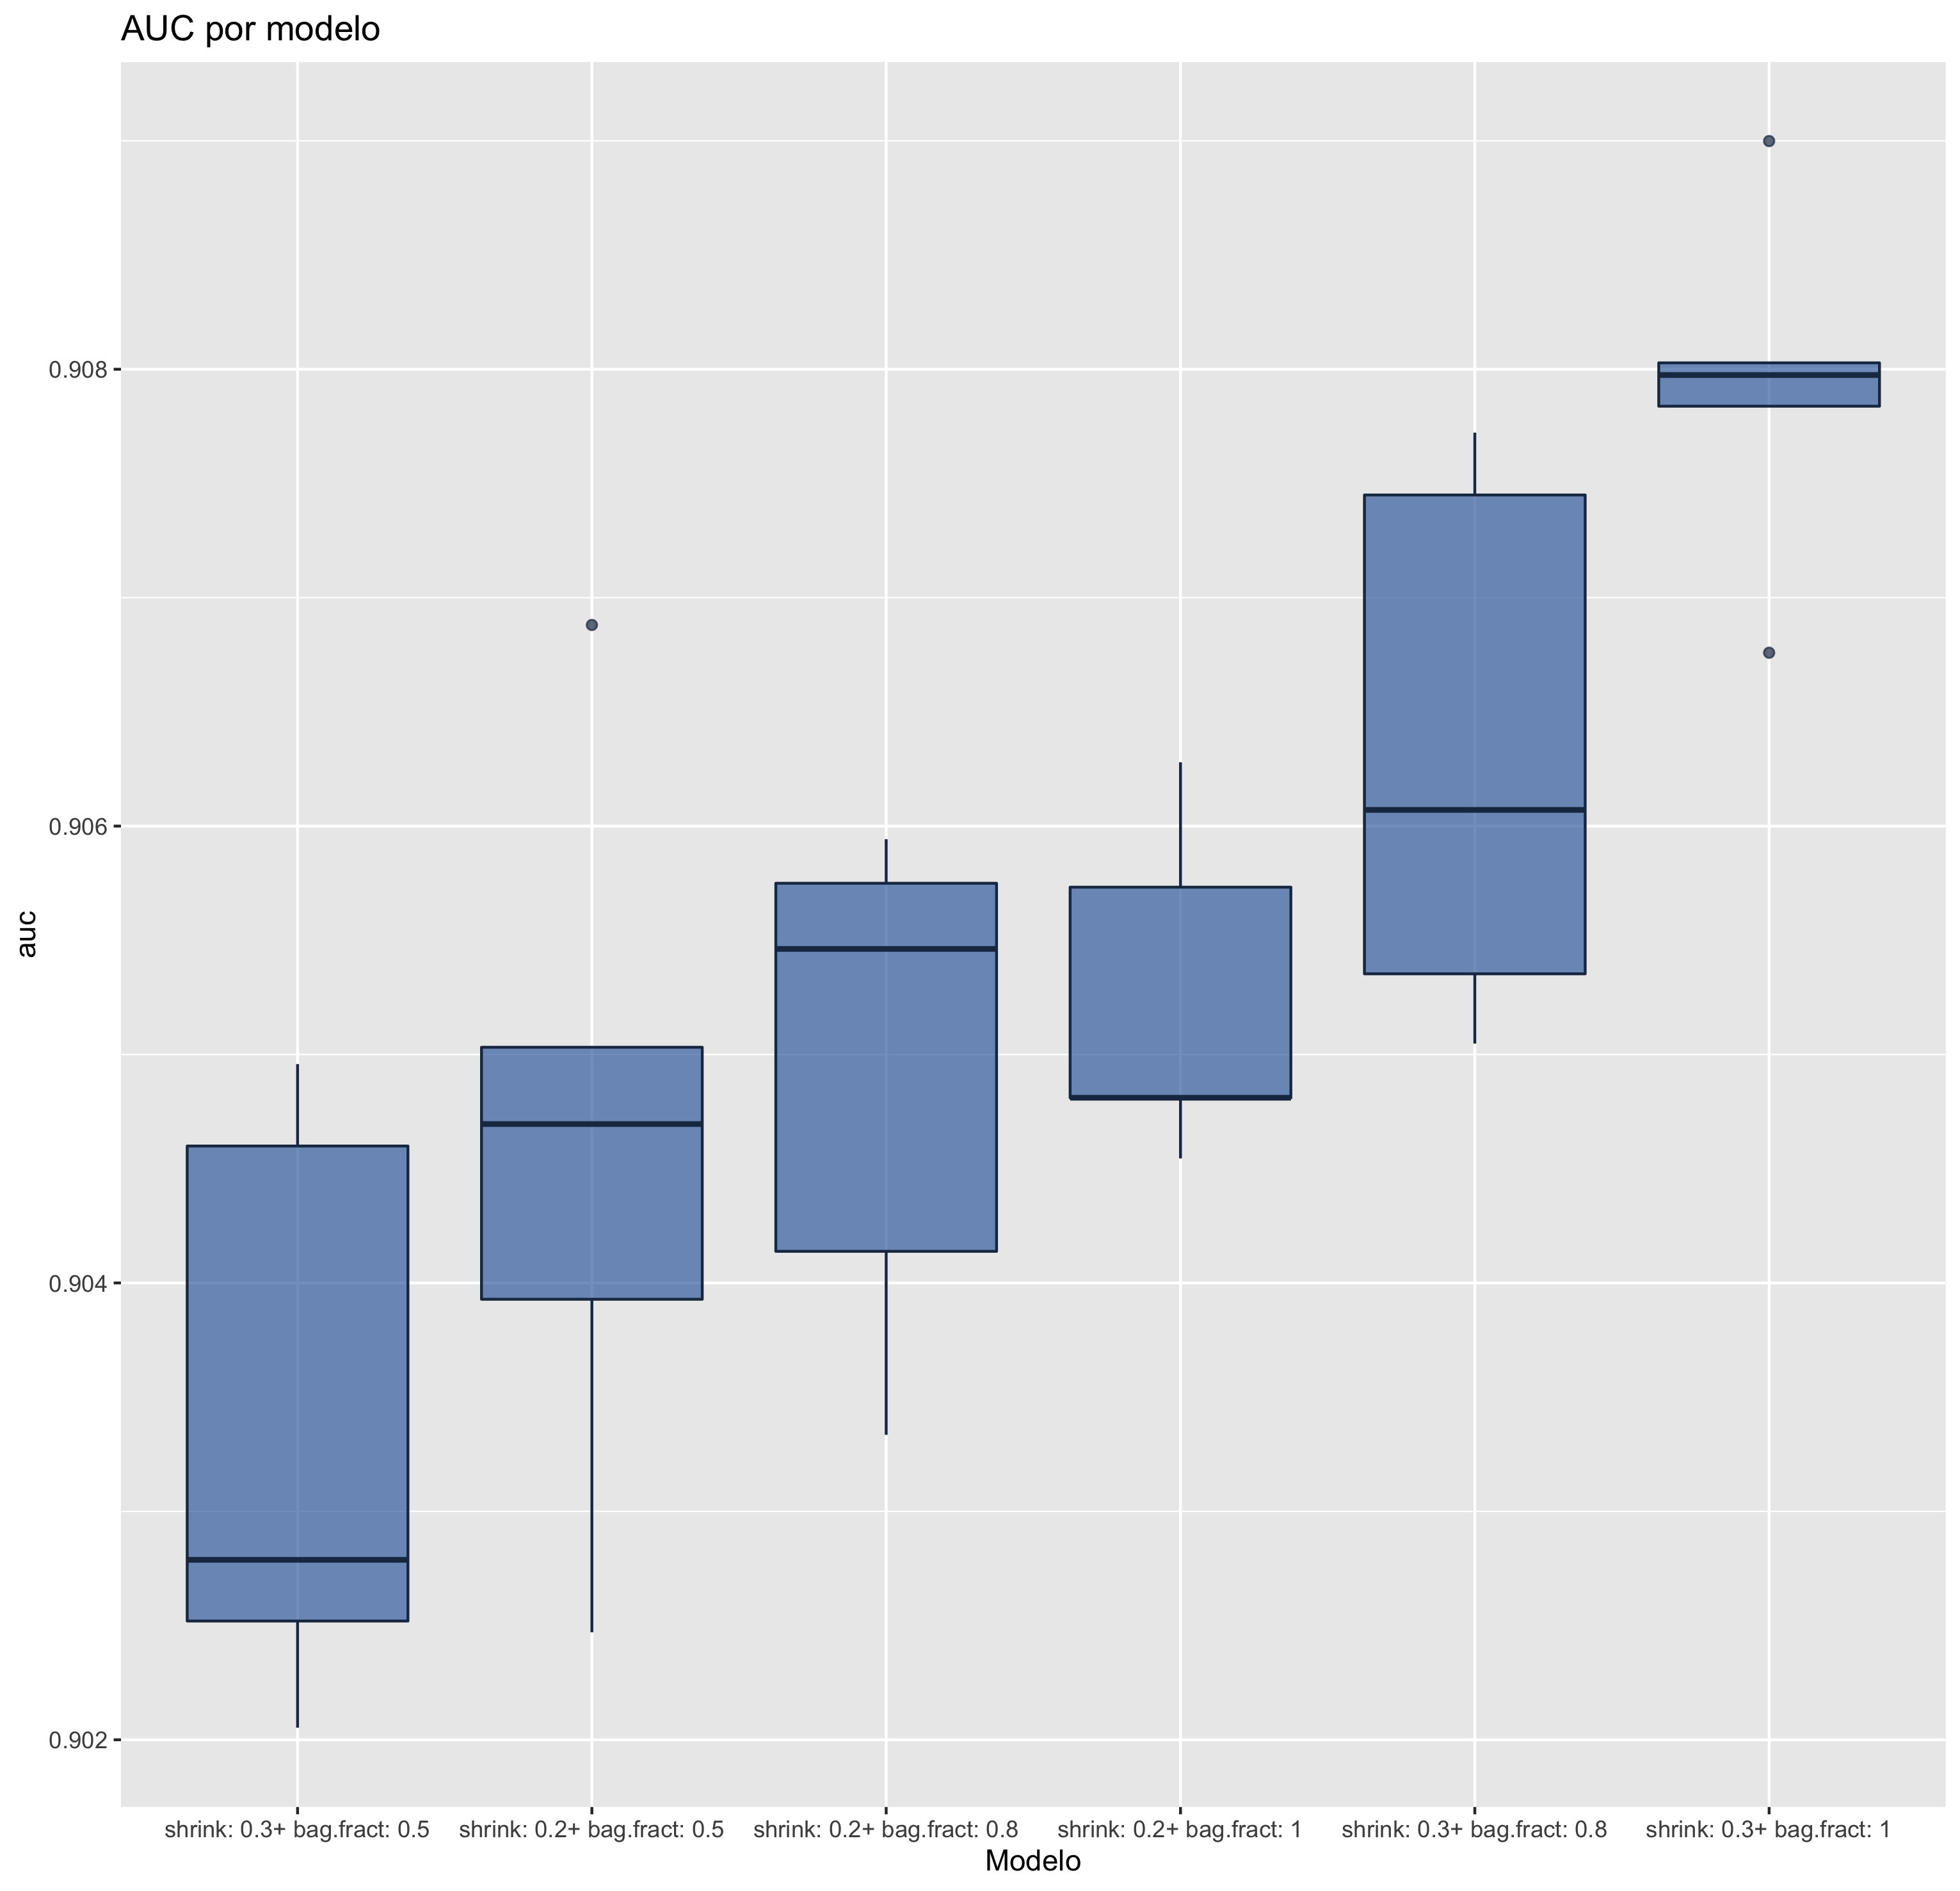 AUC por modelo
auc
0.908
0.906
0.904
0.902
shrink: 0.3+ bag.fract: 0.5
shrink: 0.2+ bag.fract: 0.5
shrink: 0.2+ bag.fract: 0.8
shrink: 0.2+ bag.fract: 1
shrink: 0.3+ bag.fract: 0.8
shrink: 0.3+ bag.fract: 1
Modelo